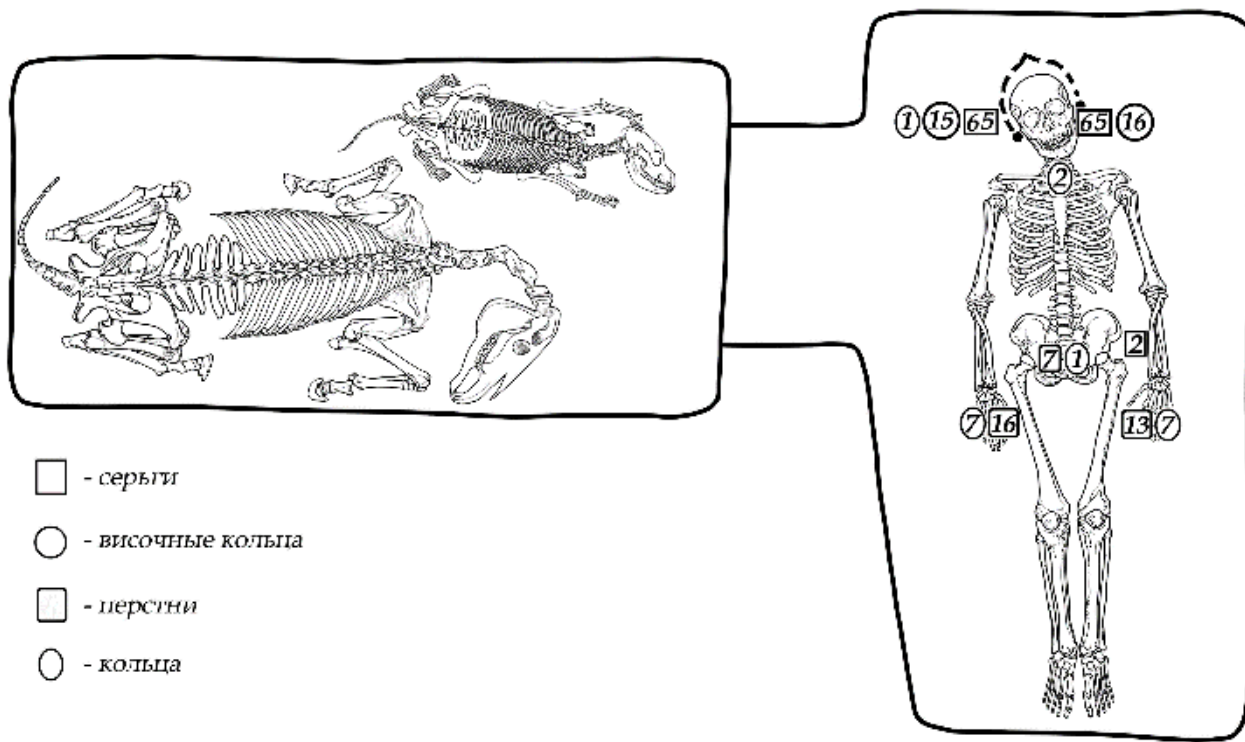 1 15 65 65 16
2
2
7 1
7 16 13 7
- серьги
- височные кольца
- перстни
- кольца